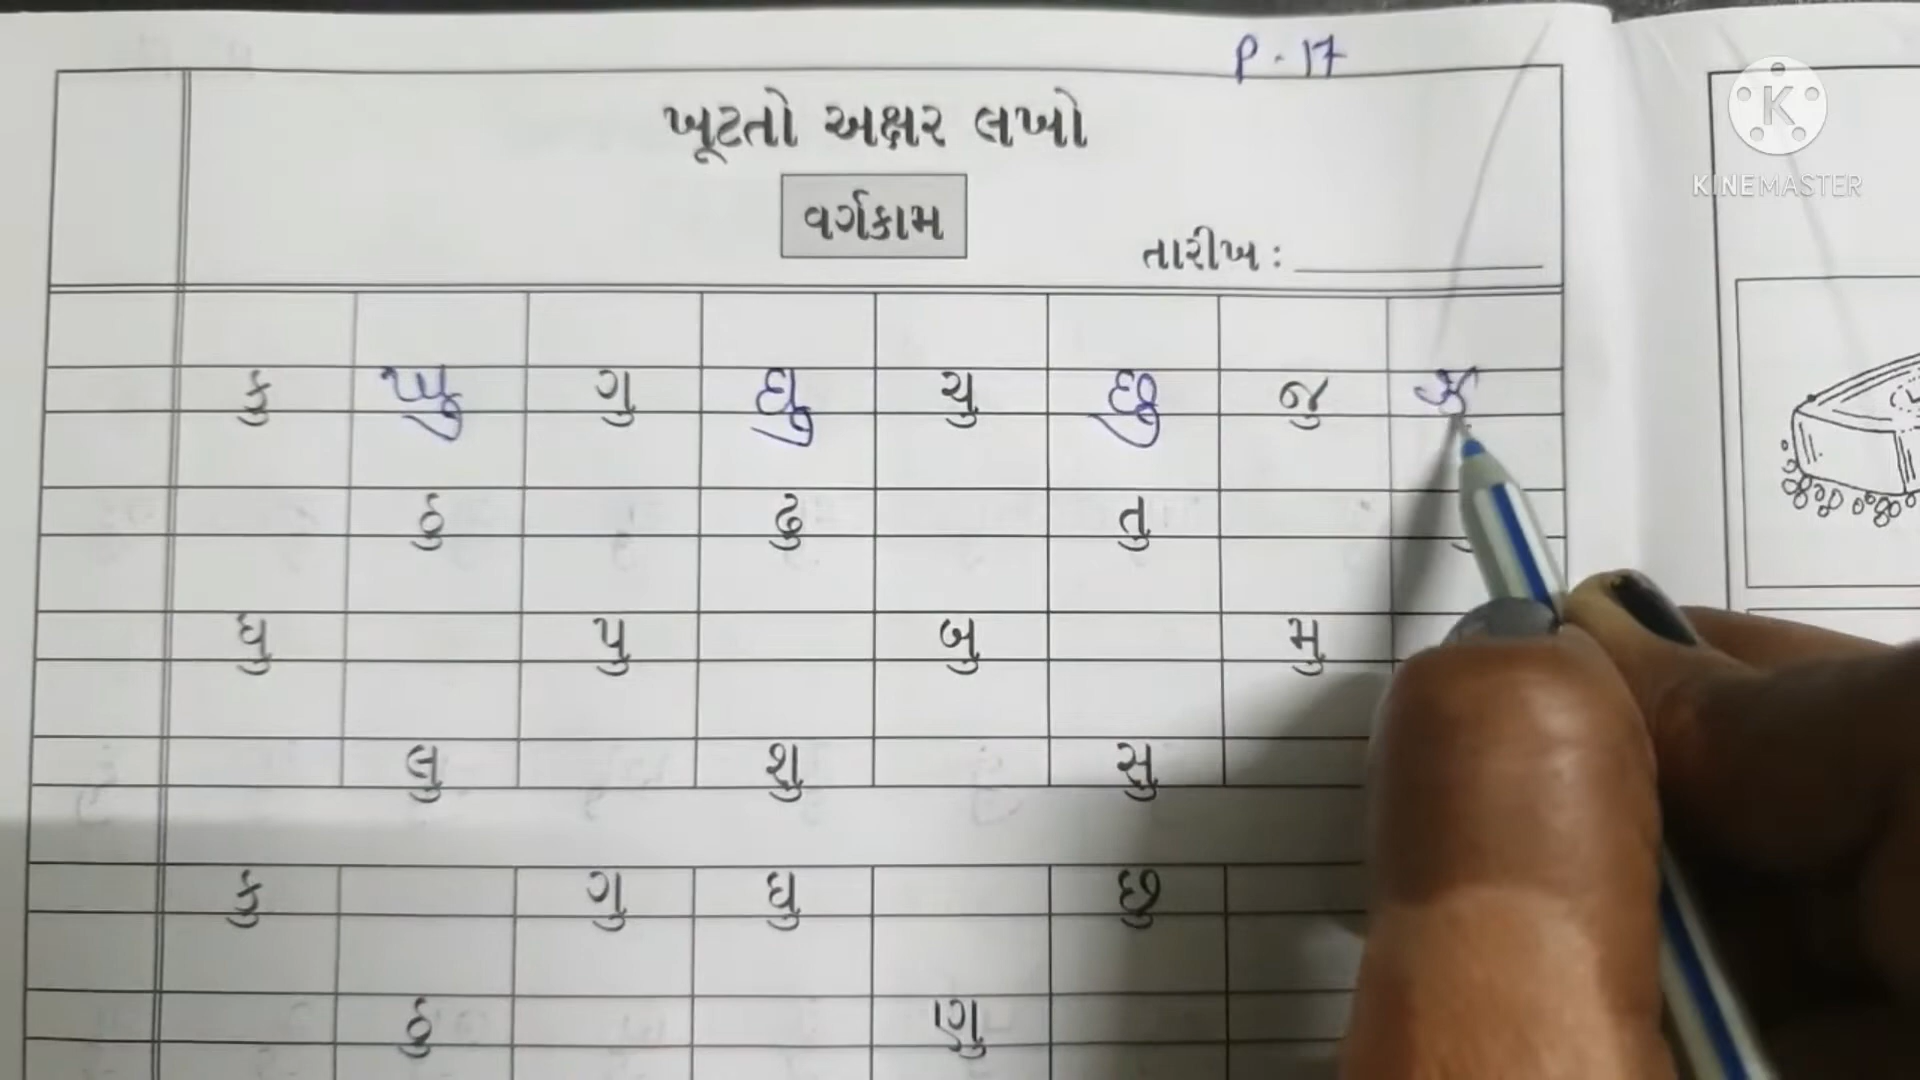 P. 17
ખૂટતો અક્ષર લખો
વર્ગકામ
તારીખ :
કુ ખુ ગુ ઘુ ચુ છુ જુ ઝ
ઠુ ઢુ તુ
ધુ પુ બુ મુ
લુ શુ સુ
કુ ગુ ઘુ છુ
ઠુ ણુ
K
KINEMASTER